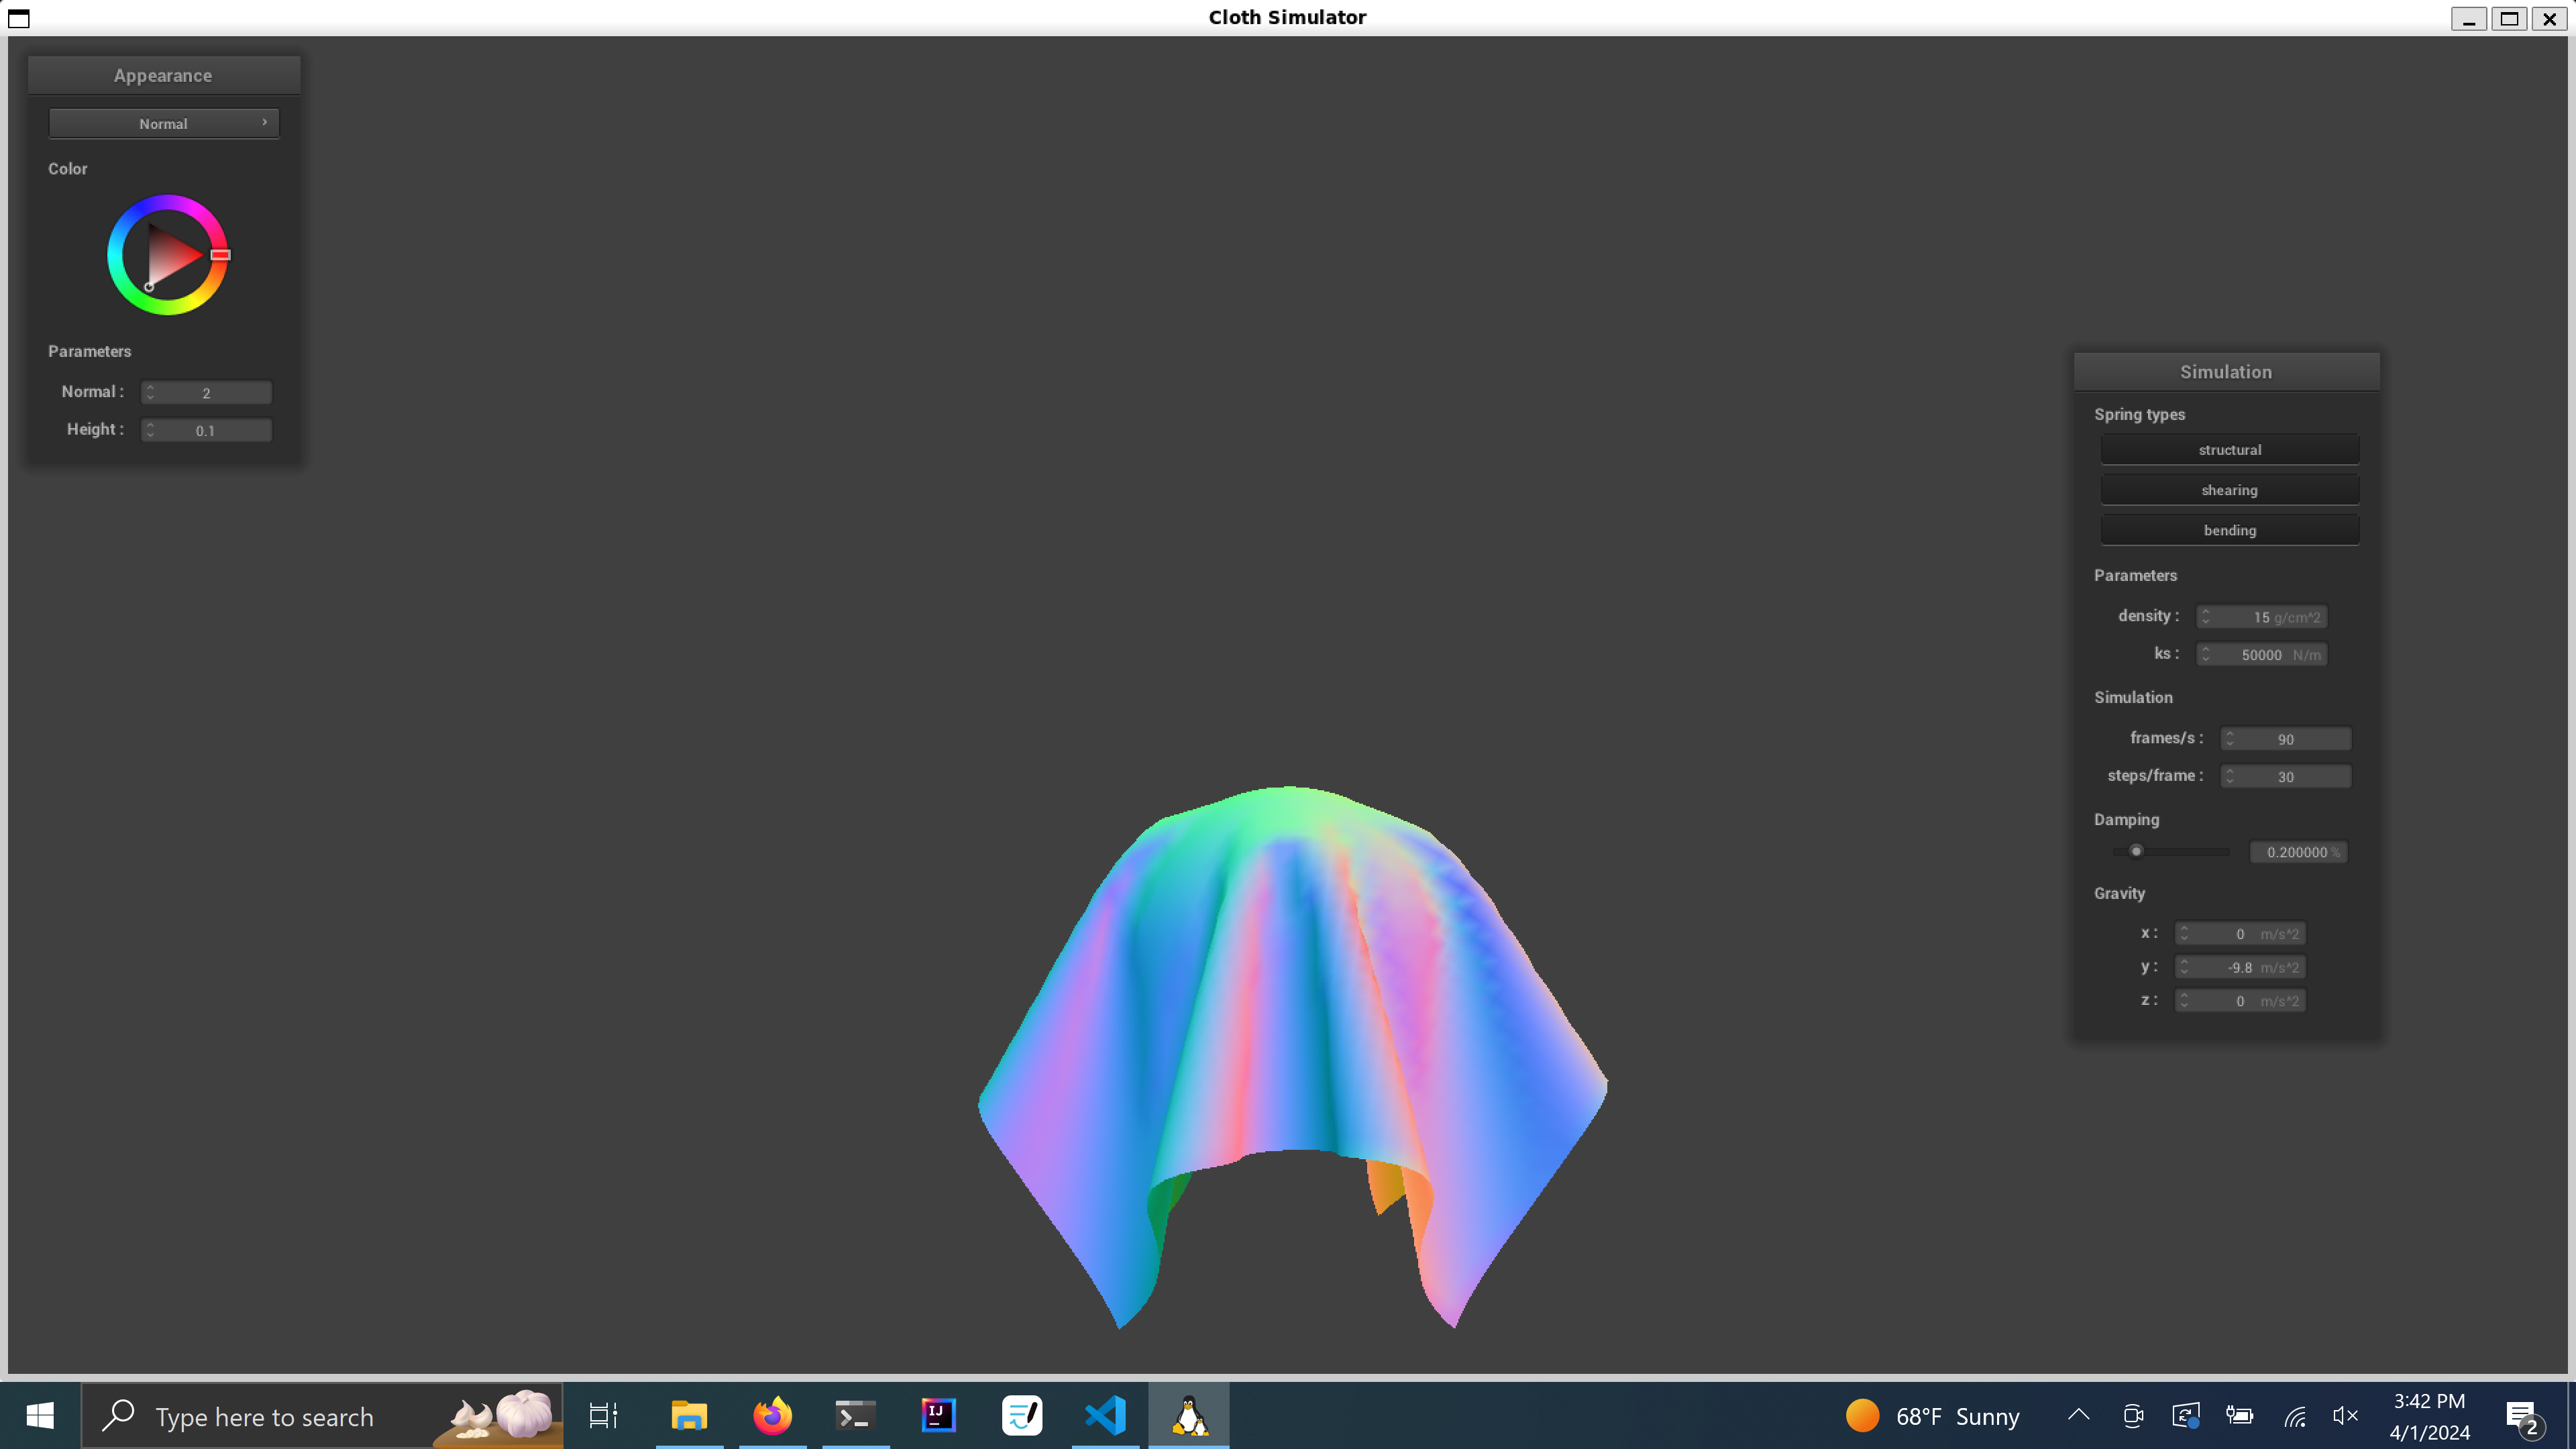 Cloth Simulator
Appearance
Normal
Color
Parameters
Normal : 2
Height : 0.1
Simulation
Spring types
structural
shearing
bending
Parameters
density : 15 g/cm^2
ks : 50000 N/m
Simulation
frames/s : 90
steps/frame : 30
Damping
0.200000 %
Gravity
x : 0 m/s^2
y : -9.8 m/s^2
z : 0 m/s^2
Type here to search
IJ
68°F Sunny
3:42 PM
4/1/2024
2